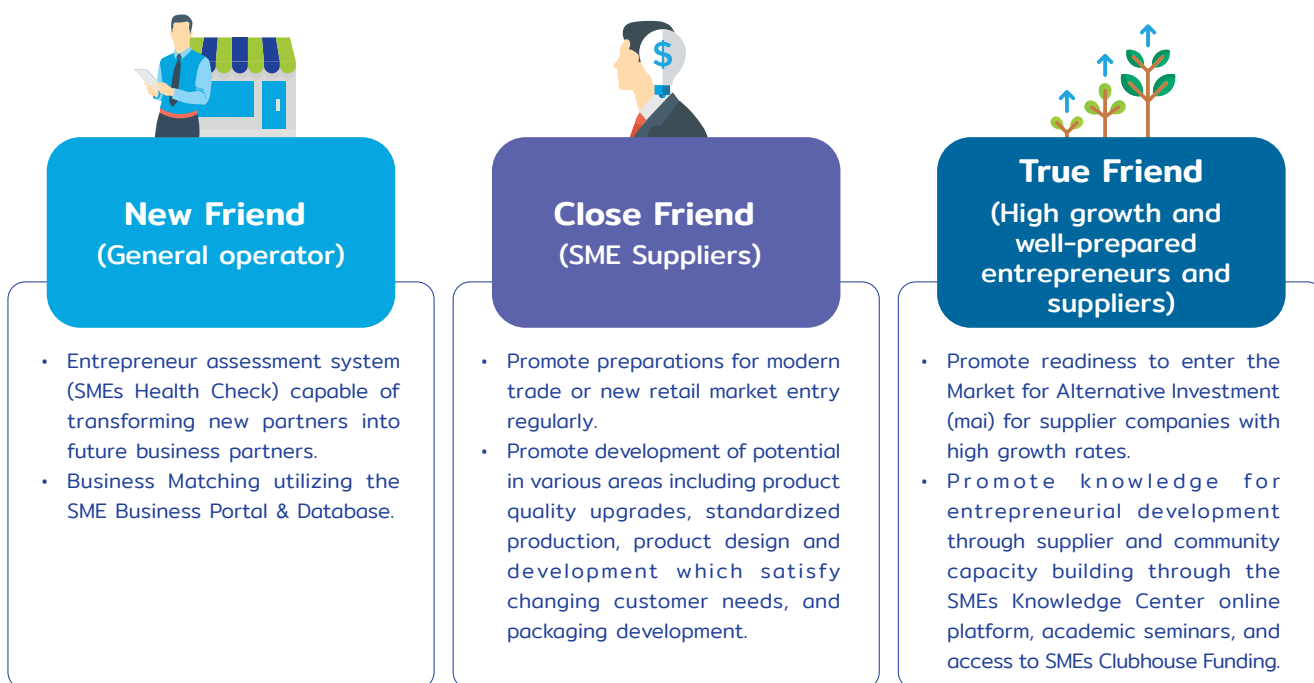 $
New Friend
(General operator)
• Entrepreneur assessment system
(SMEs Health Check) capable of
transforming new partners into
future business partners.
• Business Matching utilizing the
SME Business Portal & Database.
Close Friend
(SME Suppliers)
• Promote preparations for modern
trade or new retail market entry
regularly.
• Promote development of potential
in various areas including product
quality upgrades, standardized
production, product design and
development which satisfy
changing customer needs, and
packaging development.
True Friend
(High growth and
well-prepared
entrepreneurs and
suppliers)
• Promote readiness to enter the
Market for Alternative Investment
(mai) for supplier companies with
high growth rates.
• Promote knowledge for
entrepreneurial development
through supplier and community
capacity building through the
SMEs Knowledge Center online
platform, academic seminars, and
access to SMEs Clubhouse Funding.